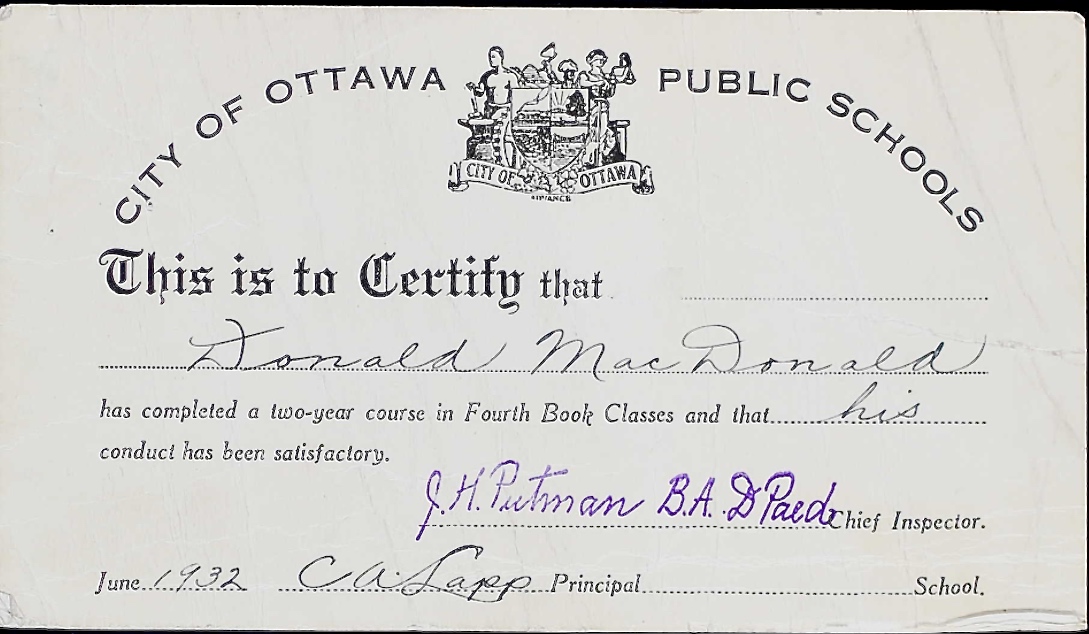 CITY OF OTTAWA PUBLIC SCHOOLS
CITY OF OTTAWA
ADVANCE
This is to Certify that
Donald MacDonald
has completed a two-year course in Fourth Book Classes and that his
conduct has been satisfactory.
J.H. Putman B.A. D Paed Chief Inspector.
June 1932 C A Lapp Principal School.